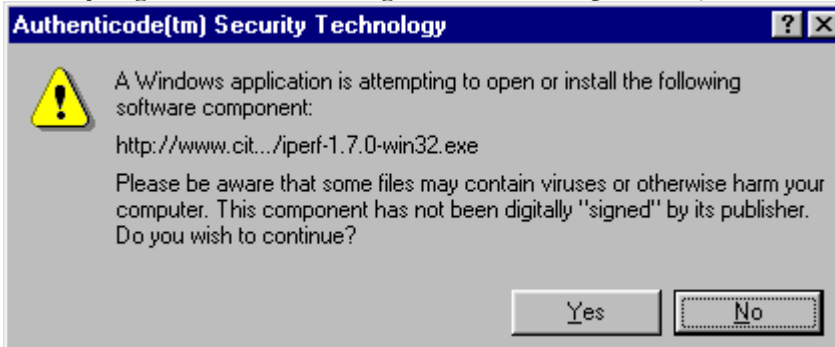 Authenticode(tm) Security Technology
? X
A Windows application is attempting to open or install the following
software component:
http://www.cit.../iperf-1.7.0-win32.exe
Please be aware that some files may contain viruses or otherwise harm your
computer. This component has not been digitally "signed" by its publisher.
Do you wish to continue?
Yes No